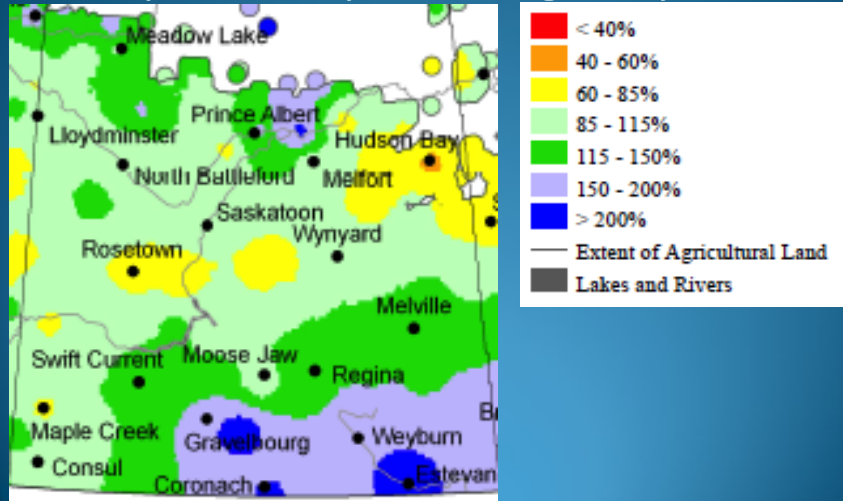 Meadow Lake
Prince Albert
Lloydminster
Hudson Bay
North Battleford
Melfort
Saskatoon
Wynyard
Rosetown
Melville
Swift Current
Moose Jaw
Regina
Maple Creek
Gravelbourg
Weyburn
Consul
Coronach
Estevan
< 40%
40 - 60%
60 - 85%
85 - 115%
115 - 150%
150 - 200%
> 200%
Extent of Agricultural Land
Lakes and Rivers